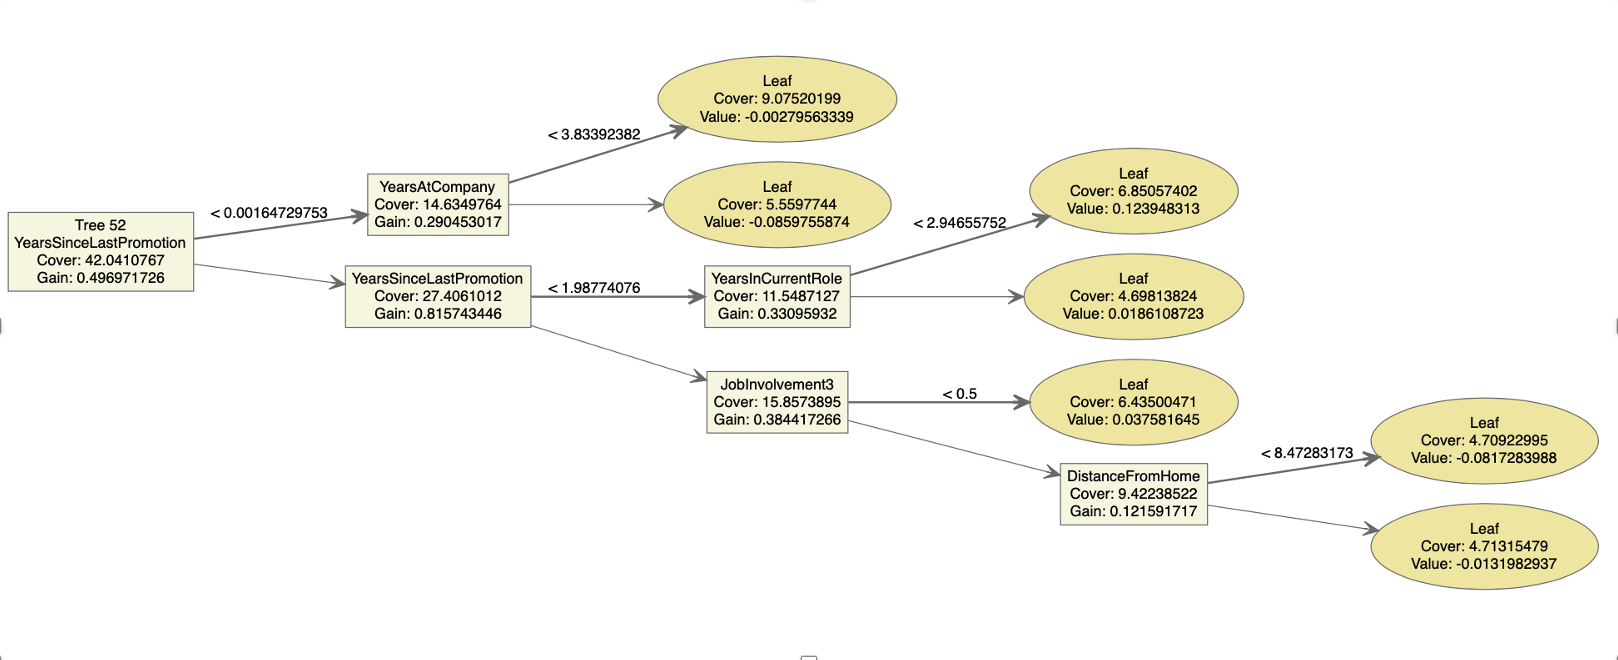 Tree 52
YearsSinceLastPromotion
Cover: 42.0410767
Gain: 0.496971726
< 0.00164729753
YearsAtCompany
Cover: 14.6349764
Gain: 0.290453017
< 3.83392382
Leaf
Cover: 9.07520199
Value: -0.00279563339
Leaf
Cover: 5.5597744
Value: -0.0859755874
YearsSinceLastPromotion
Cover: 27.4061012
Gain: 0.815743446
< 1.98774076
YearsInCurrentRole
Cover: 11.5487127
Gain: 0.33095932
< 2.94655752
Leaf
Cover: 6.85057402
Value: 0.123948313
Leaf
Cover: 4.69813824
Value: 0.0186108723
JobInvolvement3
Cover: 15.8573895
Gain: 0.384417266
< 0.5
Leaf
Cover: 6.43500471
Value: 0.037581645
DistanceFromHome
Cover: 9.42238522
Gain: 0.121591717
< 8.47283173
Leaf
Cover: 4.70922995
Value: -0.0817283988
Leaf
Cover: 4.71315479
Value: -0.0131982937